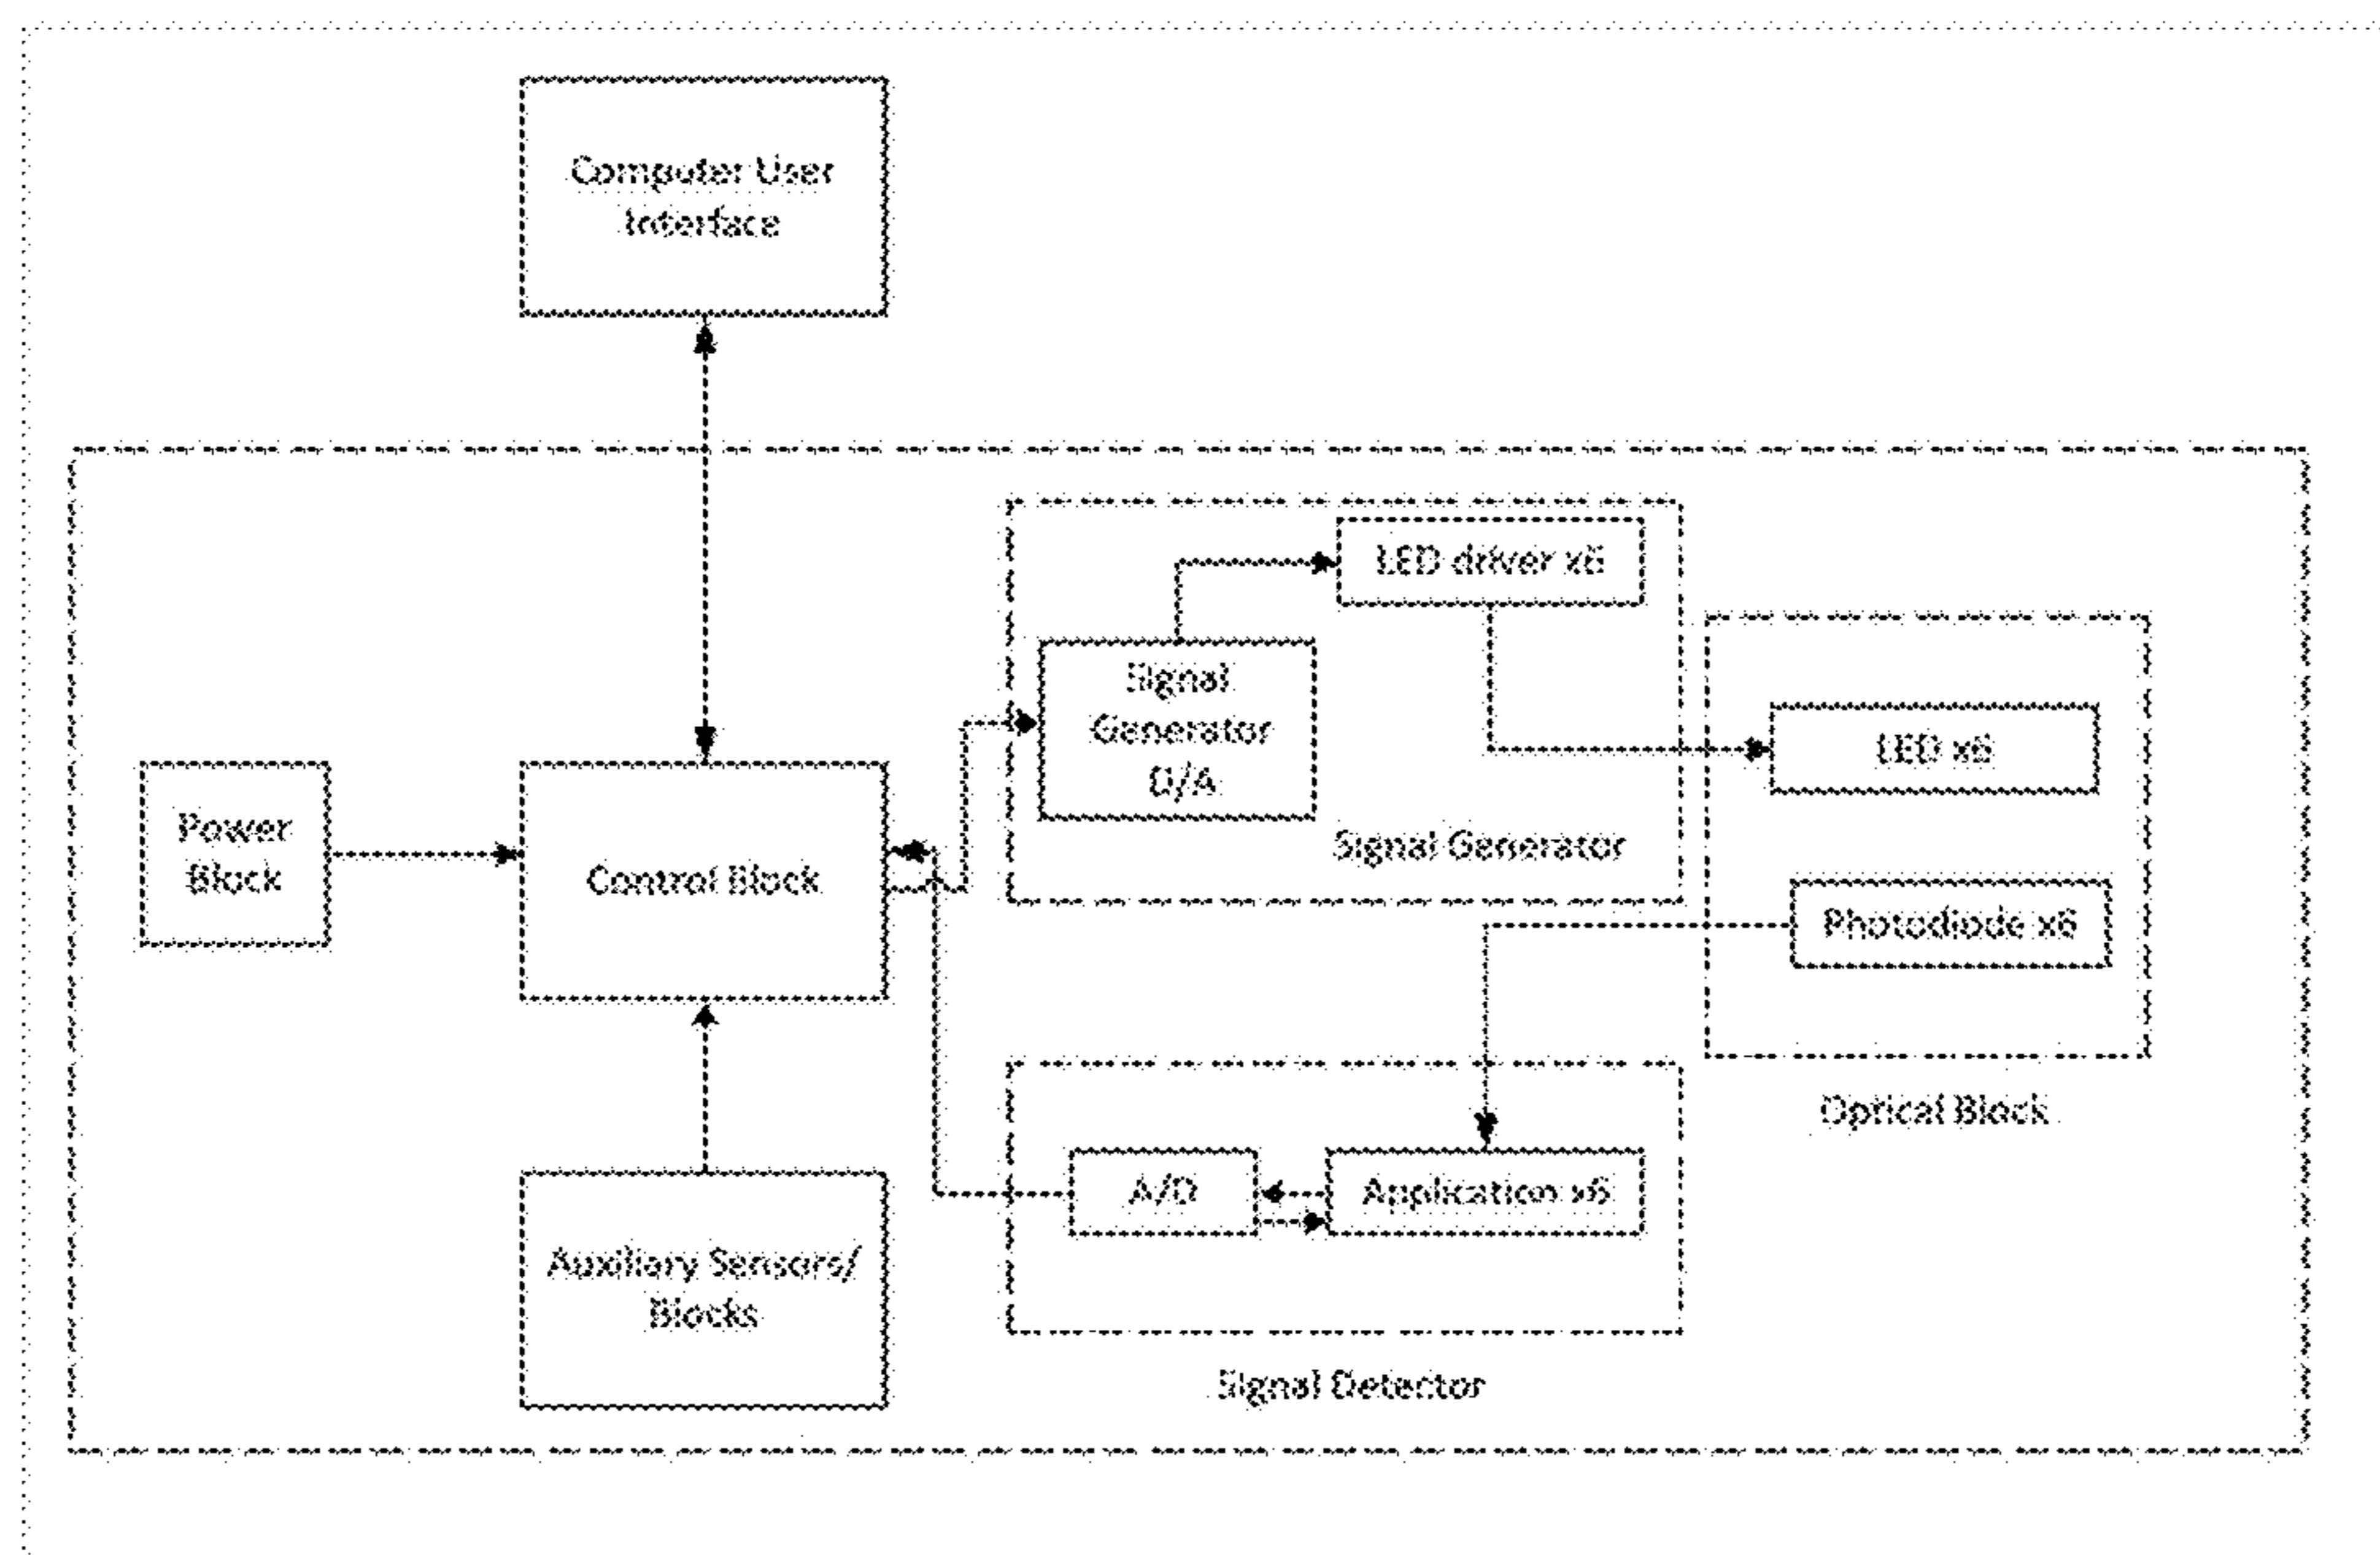 Computer User
Interface
LED driver x6
Signal
Generator
D/A
LED x6
Signal Generator
Power
Block
Control Block
Photodiode x6
Optical Block
A/D
Application x6
Auxiliary Sensors/
Blocks
Signal Detector